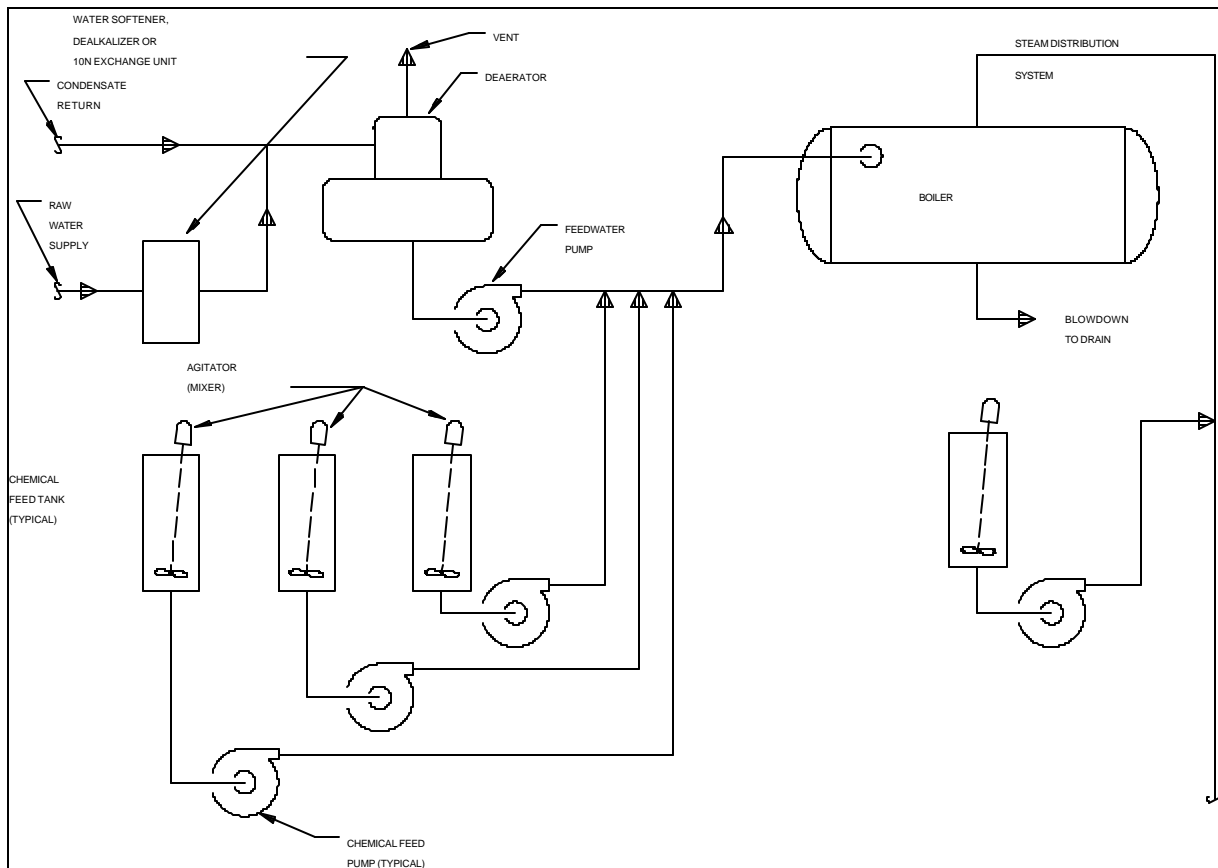 WATER SOFTENER,
DEALKALIZER OR
10N EXCHANGE UNIT
CONDENSATE
RETURN
VENT
DEAERATOR
STEAM DISTRIBUTION
SYSTEM
RAW
WATER
SUPPLY
FEEDWATER
PUMP
BOILER
BLOWDOWN
TO DRAIN
AGITATOR
(MIXER)
CHEMICAL
FEED TANK
(TYPICAL)
CHEMICAL FEED
PUMP (TYPICAL)